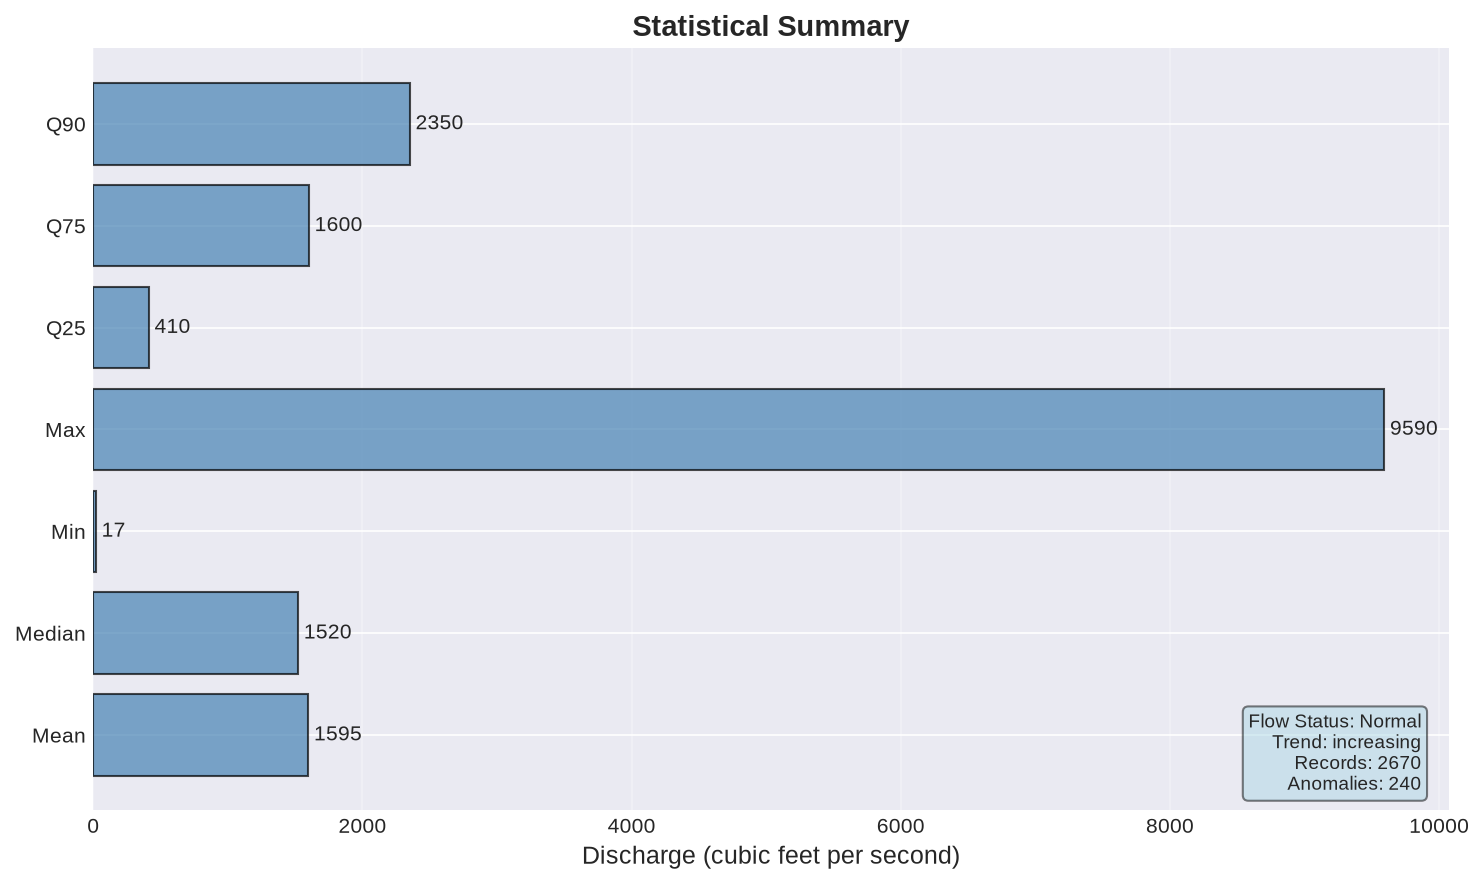 Statistical Summary
Q90
2350
Q75
1600
Q25
410
Max
9590
Min
17
Median
1520
Mean
1595
Flow Status: Normal
Trend: increasing
Records: 2670
Anomalies: 240
0 2000 4000 6000 8000 10000
Discharge (cubic feet per second)